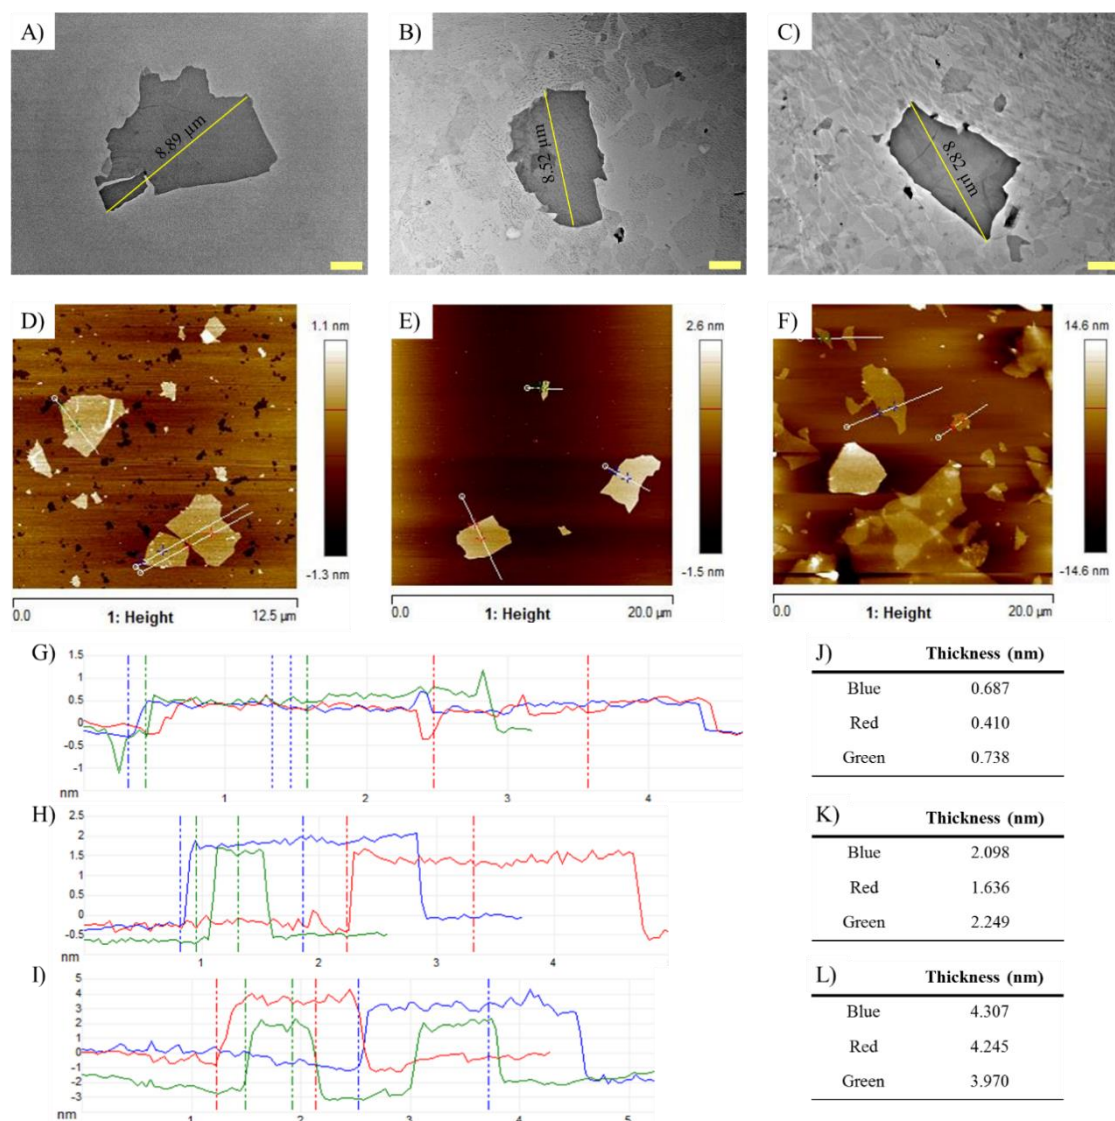 A)
8.89 μm
B)
8.52 μm
C)
8.82 μm
D)
1.1 nm
-1.3 nm
0.0
1: Height
12.5 μm
E)
2.6 nm
-1.5 nm
0.0
1: Height
20.0 μm
F)
14.6 nm
-14.6 nm
0.0
1: Height
20.0 μm
G)
1.5
1
0.5
0
-0.5
-1
nm
1 2 3 4
H)
2.5
2
1.5
1
0.5
0
-0.5
nm
1 2 3 4
I)
5
4
3
2
1
0
-1
-2
-3
nm
1 2 3 4 5
J)
Thickness (nm)
Blue 0.687
Red 0.410
Green 0.738
K)
Thickness (nm)
Blue 2.098
Red 1.636
Green 2.249
L)
Thickness (nm)
Blue 4.307
Red 4.245
Green 3.970